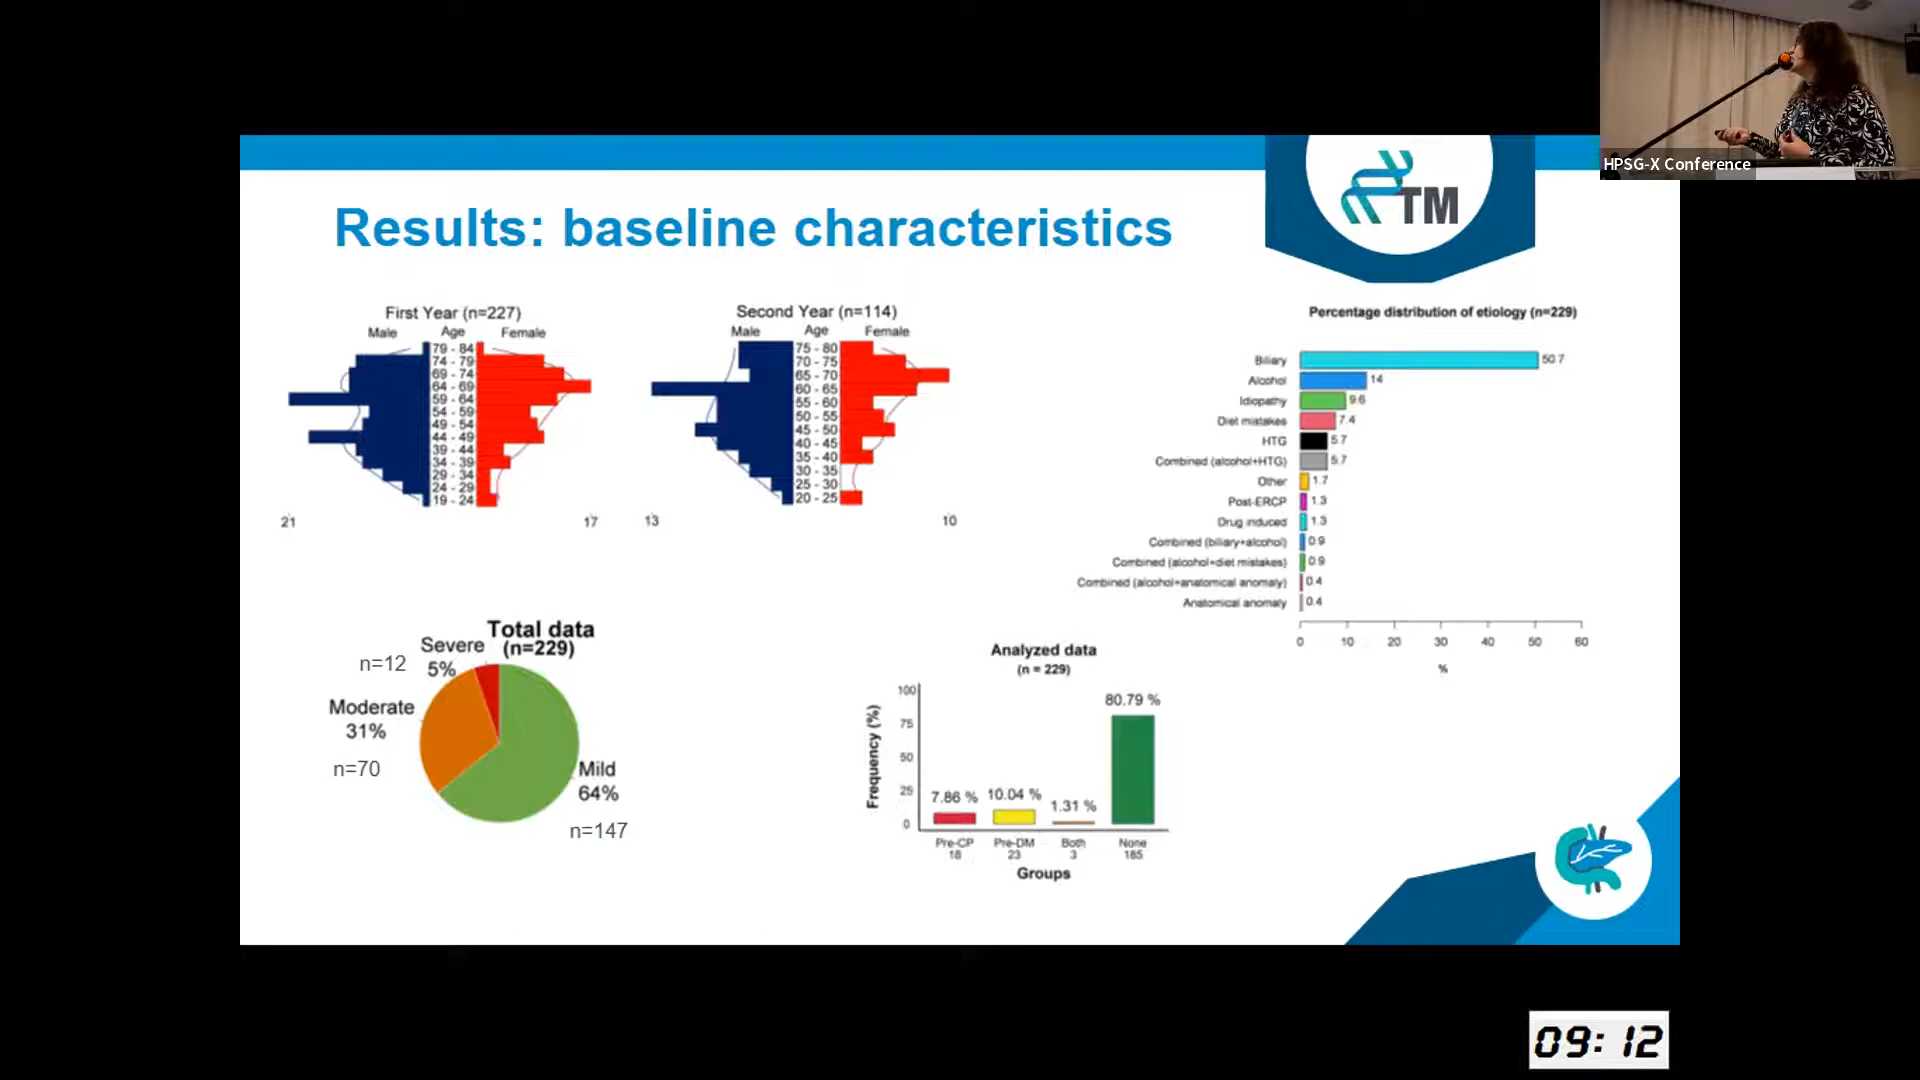 HPSG-X Conference
TM
Results: baseline characteristics
First Year (n=227)
Male Age Female
79 - 84
74 - 79
69 - 74
64 - 69
59 - 64
54 - 59
49 - 54
44 - 49
39 - 44
34 - 39
29 - 34
24 - 29
19 - 24
21 17
Second Year (n=114)
Male Age Female
75 - 80
70 - 75
65 - 70
60 - 65
55 - 60
50 - 55
45 - 50
40 - 45
35 - 40
30 - 35
25 - 30
20 - 25
13 10
Percentage distribution of etiology (n=229)
Biliary 50.7
Alcohol 14
Idiopathy 9.6
Diet mistakes 7.4
HTG 5.7
Combined (alcohol+HTG) 5.7
Other 1.7
Post-ERCP 1.3
Drug induced 1.3
Combined (biliary+alcohol) 0.9
Combined (alcohol+diet mistakes) 0.9
Combined (alcohol+anatomical anomaly) 0.4
Anatomical anomaly 0.4
0 10 20 30 40 50 60
%
Total data
(n=229)
Severe
5%
n=12
Moderate
31%
n=70
Mild
64%
n=147
Analyzed data
(n = 229)
Frequency (%)
100
75
50
25
0
7.86 % 10.04 % 1.31 % 80.79 %
Pre-CP Pre-DM Both None
18 23 3 185
Groups
09:12